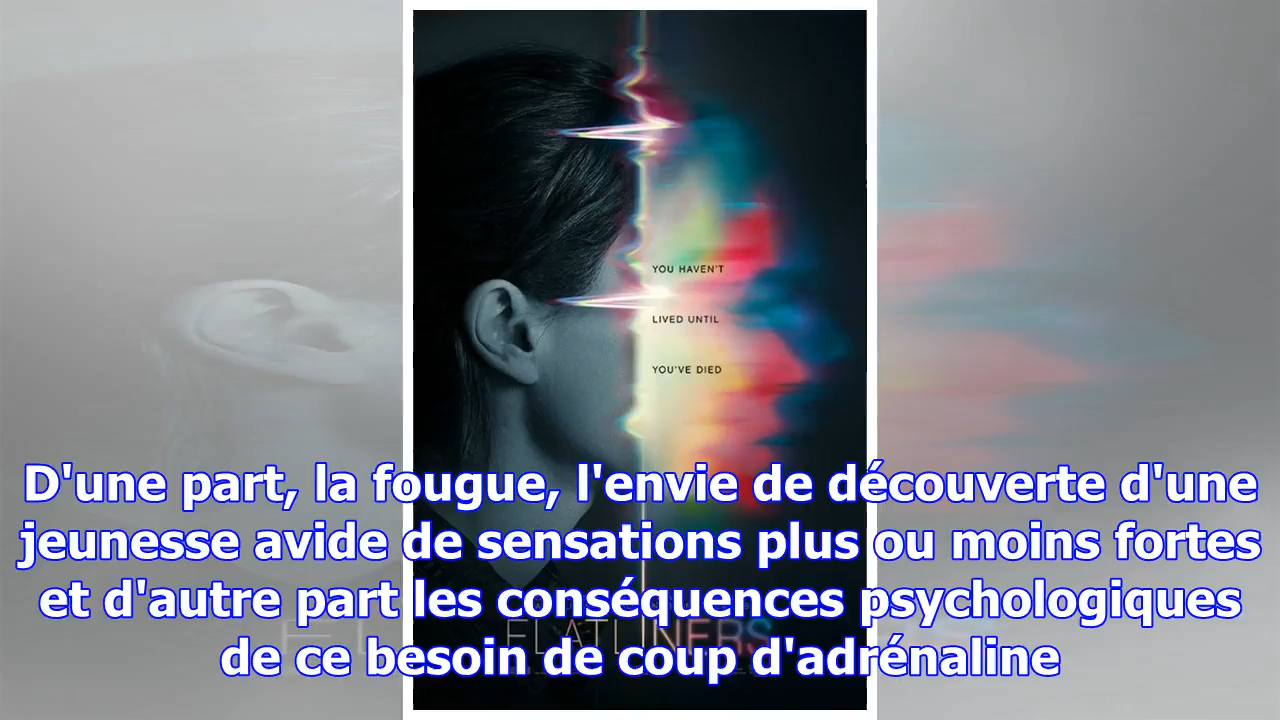 YOU HAVEN'T
LIVED UNTIL
YOU'VE DIED
D'une part, la fougue, l'envie de découverte d'une
jeunesse avide de sensations plus ou moins fortes
et d'autre part les conséquences psychologiques
FLATLINERS
de ce besoin de coup d'adrénaline